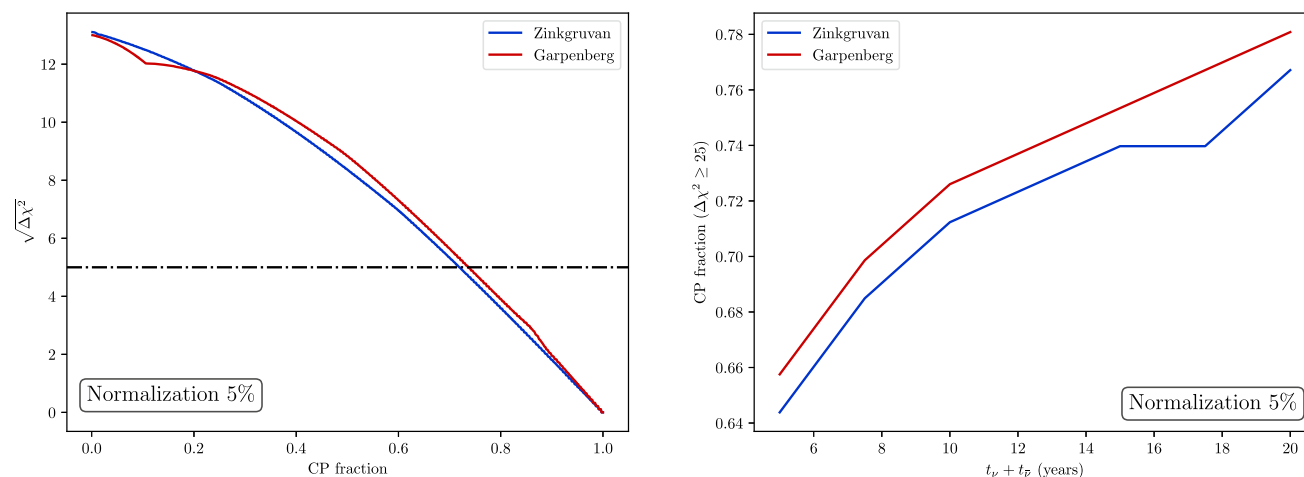 12
10
8
6
4
2
0
√Δχ²
Zinkgruvan
Garpenberg
Normalization 5%
0.0 0.2 0.4 0.6 0.8 1.0
CP fraction
0.78
0.76
0.74
0.72
0.70
0.68
0.66
0.64
CP fraction (Δχ² ≥ 25)
Zinkgruvan
Garpenberg
Normalization 5%
6 8 10 12 14 16 18 20
t_ν + t_ν̄ (years)